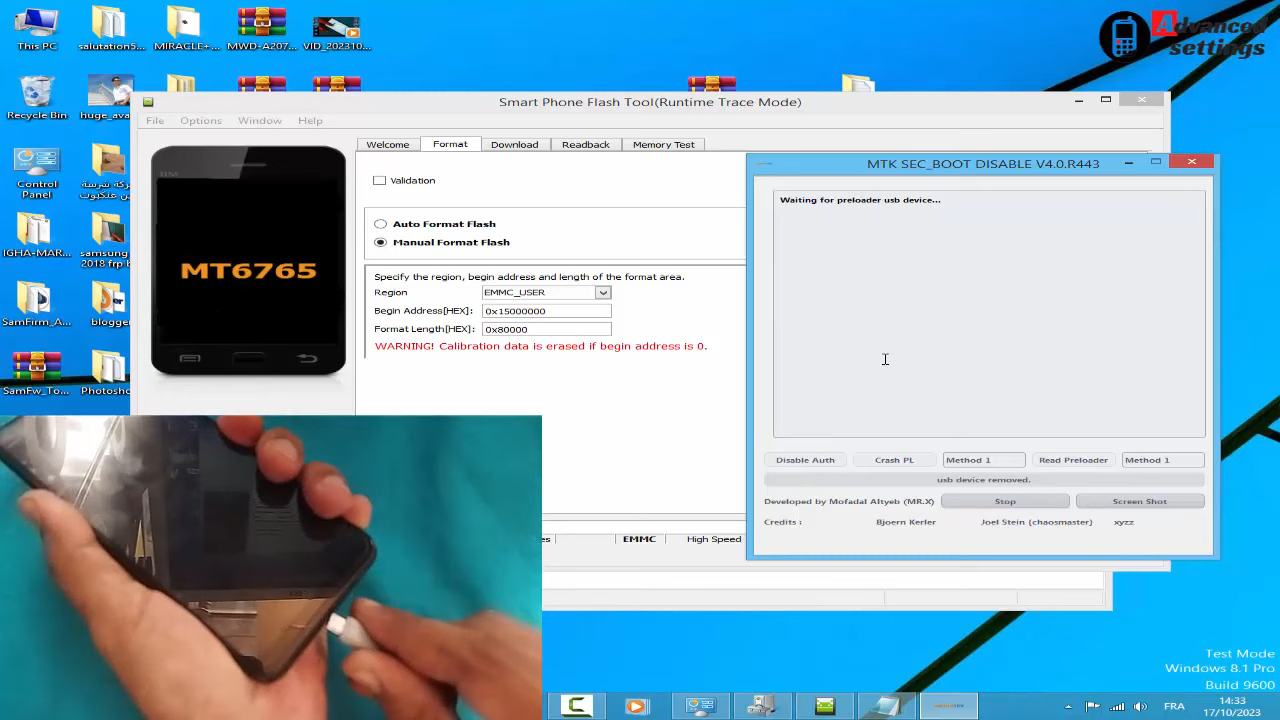 This PC
salutation5...
MIRACLE+...
MWD-A207...
VID_202310...
Advanced
settings
Recycle Bin
huge_ava...
Control
Panel
IGHA-MAR...
samsung
2018 frp b
SamFirm_A...
blogger
SamFw_To...
Photosho
Smart Phone Flash Tool(Runtime Trace Mode)
File
Options
Window
Help
Welcome
Format
Download
Readback
Memory Test
BM
MT6765
Validation
Auto Format Flash
Manual Format Flash
Specify the region, begin address and length of the format area.
Region
EMMC_USER
Begin Address[HEX]:
0x15000000
Format Length[HEX]:
0x80000
WARNING! Calibration data is erased if begin address is 0.
es
EMMC
High Speed
MTK SEC_BOOT DISABLE V4.0.R443
Waiting for preloader usb device...
Disable Auth
Crash PL
Method 1
Read Preloader
Method 1
usb device removed.
Developed by Mofadal Altyeb (MR.X)
Stop
Screen Shot
Credits :
Bjoern Kerler
Joel Stein {chaosmaster}
xyzz
Test Mode
Windows 8.1 Pro
Build 9600
FRA
14:33
17/10/2023